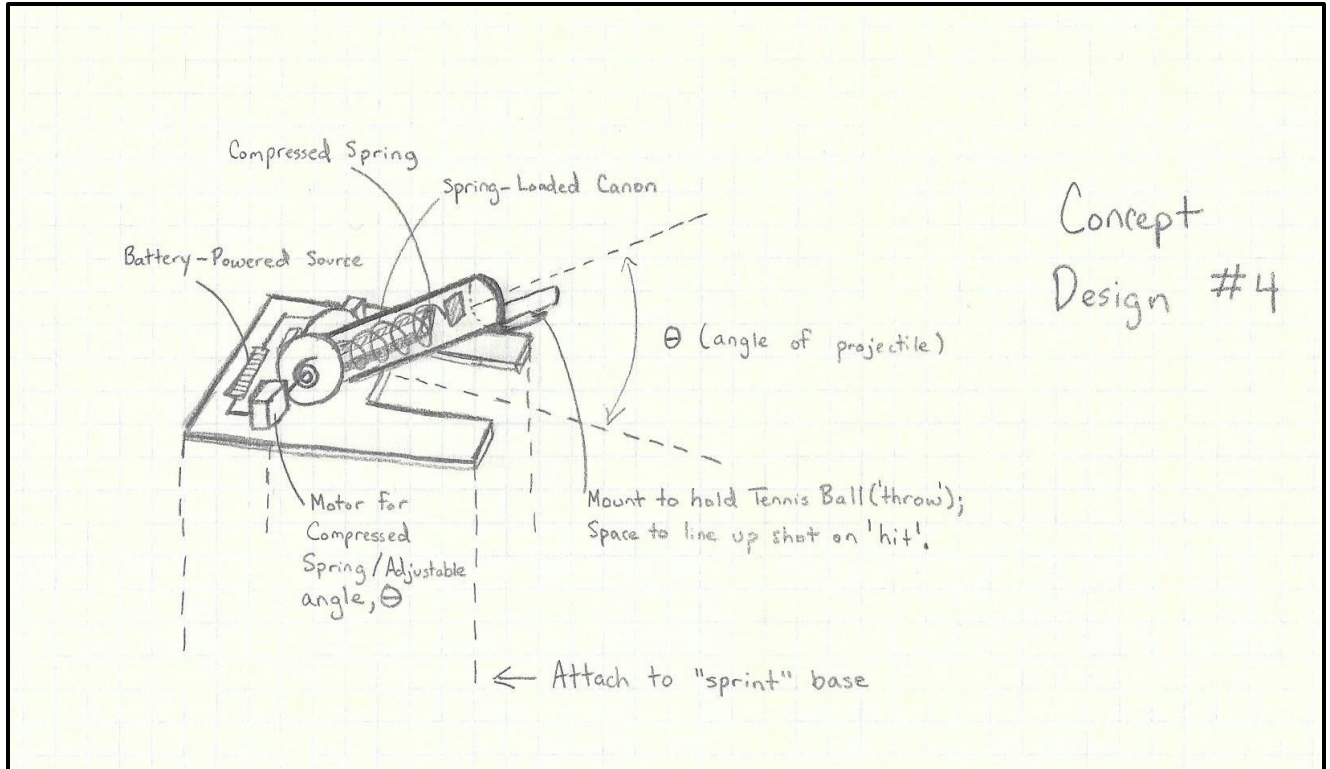 Concept
Design #4
Compressed Spring
Spring-Loaded Canon
Battery-Powered Source
Θ (angle of projectile)
Motor for
Compressed
Spring/Adjustable
angle, Θ
Mount to hold Tennis Ball ('throw');
Space to line up shot on 'hit'.
← Attach to "sprint" base